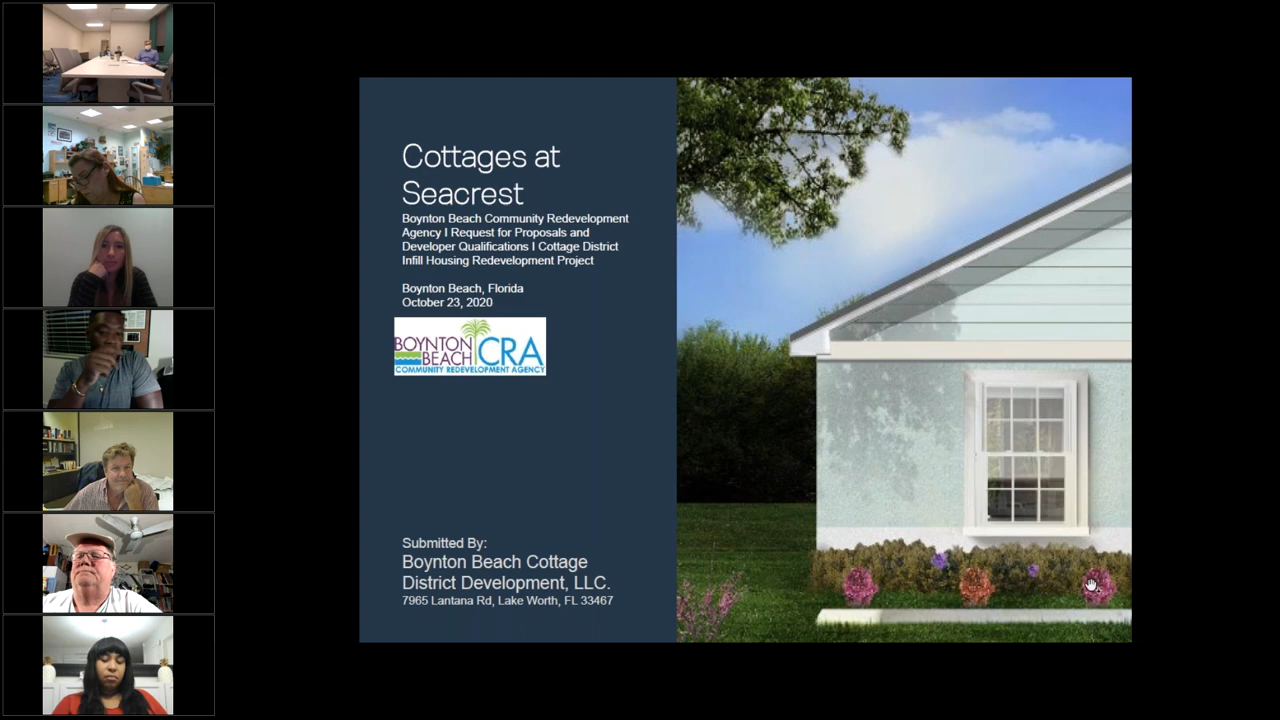 Cottages at
Seacrest
Boynton Beach Community Redevelopment
Agency I Request for Proposals and
Developer Qualifications I Cottage District
Infill Housing Redevelopment Project
Boynton Beach, Florida
October 23, 2020
BOYNTON
BEACH CRA
COMMUNITY REDEVELOPMENT AGENCY
Submitted By:
Boynton Beach Cottage
District Development, LLC.
7965 Lantana Rd, Lake Worth, FL 33467